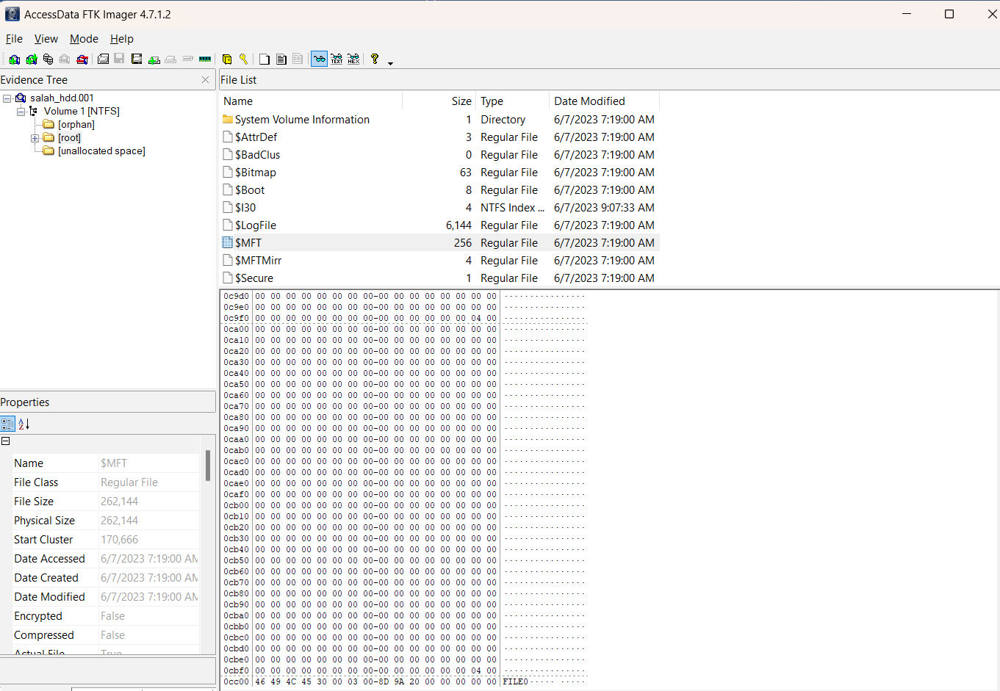 AccessData FTK Imager 4.7.1.2
File View Mode Help
Evidence Tree
salah_hdd.001
Volume 1 [NTFS]
[orphan]
[root]
[unallocated space]
File List
Name Size Type Date Modified
System Volume Information 1 Directory 6/7/2023 7:19:00 AM
$AttrDef 3 Regular File 6/7/2023 7:19:00 AM
$BadClus 0 Regular File 6/7/2023 7:19:00 AM
$Bitmap 63 Regular File 6/7/2023 7:19:00 AM
$Boot 8 Regular File 6/7/2023 7:19:00 AM
$I30 4 NTFS Index ... 6/7/2023 9:07:33 AM
$LogFile 6,144 Regular File 6/7/2023 7:19:00 AM
$MFT 256 Regular File 6/7/2023 7:19:00 AM
$MFTMirr 4 Regular File 6/7/2023 7:19:00 AM
$Secure 1 Regular File 6/7/2023 7:19:00 AM
Properties
Name $MFT
File Class Regular File
File Size 262,144
Physical Size 262,144
Start Cluster 170,666
Date Accessed 6/7/2023 7:19:00 AM
Date Created 6/7/2023 7:19:00 AM
Date Modified 6/7/2023 7:19:00 AM
Encrypted False
Compressed False
Actual File True
0c9d0 00 00 00 00 00 00 00 00-00 00 00 00 00 00 00 00 ················
0c9e0 00 00 00 00 00 00 00 00-00 00 00 00 00 00 00 00 ················
0c9f0 00 00 00 00 00 00 00 00-00 00 00 00 00 00 04 00 ················
0ca00 00 00 00 00 00 00 00 00-00 00 00 00 00 00 00 00 ················
0ca10 00 00 00 00 00 00 00 00-00 00 00 00 00 00 00 00 ················
0ca20 00 00 00 00 00 00 00 00-00 00 00 00 00 00 00 00 ················
0ca30 00 00 00 00 00 00 00 00-00 00 00 00 00 00 00 00 ················
0ca40 00 00 00 00 00 00 00 00-00 00 00 00 00 00 00 00 ················
0ca50 00 00 00 00 00 00 00 00-00 00 00 00 00 00 00 00 ················
0ca60 00 00 00 00 00 00 00 00-00 00 00 00 00 00 00 00 ················
0ca70 00 00 00 00 00 00 00 00-00 00 00 00 00 00 00 00 ················
0ca80 00 00 00 00 00 00 00 00-00 00 00 00 00 00 00 00 ················
0ca90 00 00 00 00 00 00 00 00-00 00 00 00 00 00 00 00 ················
0caa0 00 00 00 00 00 00 00 00-00 00 00 00 00 00 00 00 ················
0cab0 00 00 00 00 00 00 00 00-00 00 00 00 00 00 00 00 ················
0cac0 00 00 00 00 00 00 00 00-00 00 00 00 00 00 00 00 ················
0cad0 00 00 00 00 00 00 00 00-00 00 00 00 00 00 00 00 ················
0cae0 00 00 00 00 00 00 00 00-00 00 00 00 00 00 00 00 ················
0caf0 00 00 00 00 00 00 00 00-00 00 00 00 00 00 00 00 ················
0cb00 00 00 00 00 00 00 00 00-00 00 00 00 00 00 00 00 ················
0cb10 00 00 00 00 00 00 00 00-00 00 00 00 00 00 00 00 ················
0cb20 00 00 00 00 00 00 00 00-00 00 00 00 00 00 00 00 ················
0cb30 00 00 00 00 00 00 00 00-00 00 00 00 00 00 00 00 ················
0cb40 00 00 00 00 00 00 00 00-00 00 00 00 00 00 00 00 ················
0cb50 00 00 00 00 00 00 00 00-00 00 00 00 00 00 00 00 ················
0cb60 00 00 00 00 00 00 00 00-00 00 00 00 00 00 00 00 ················
0cb70 00 00 00 00 00 00 00 00-00 00 00 00 00 00 00 00 ················
0cb80 00 00 00 00 00 00 00 00-00 00 00 00 00 00 00 00 ················
0cb90 00 00 00 00 00 00 00 00-00 00 00 00 00 00 00 00 ················
0cba0 00 00 00 00 00 00 00 00-00 00 00 00 00 00 00 00 ················
0cbb0 00 00 00 00 00 00 00 00-00 00 00 00 00 00 00 00 ················
0cbc0 00 00 00 00 00 00 00 00-00 00 00 00 00 00 00 00 ················
0cbd0 00 00 00 00 00 00 00 00-00 00 00 00 00 00 00 00 ················
0cbe0 00 00 00 00 00 00 00 00-00 00 00 00 00 00 00 00 ················
0cbf0 00 00 00 00 00 00 00 00-00 00 00 00 00 00 04 00 ················
0cc00 46 49 4C 45 30 00 03 00-8D 9A 20 00 00 00 00 00 FILE0····· ·····